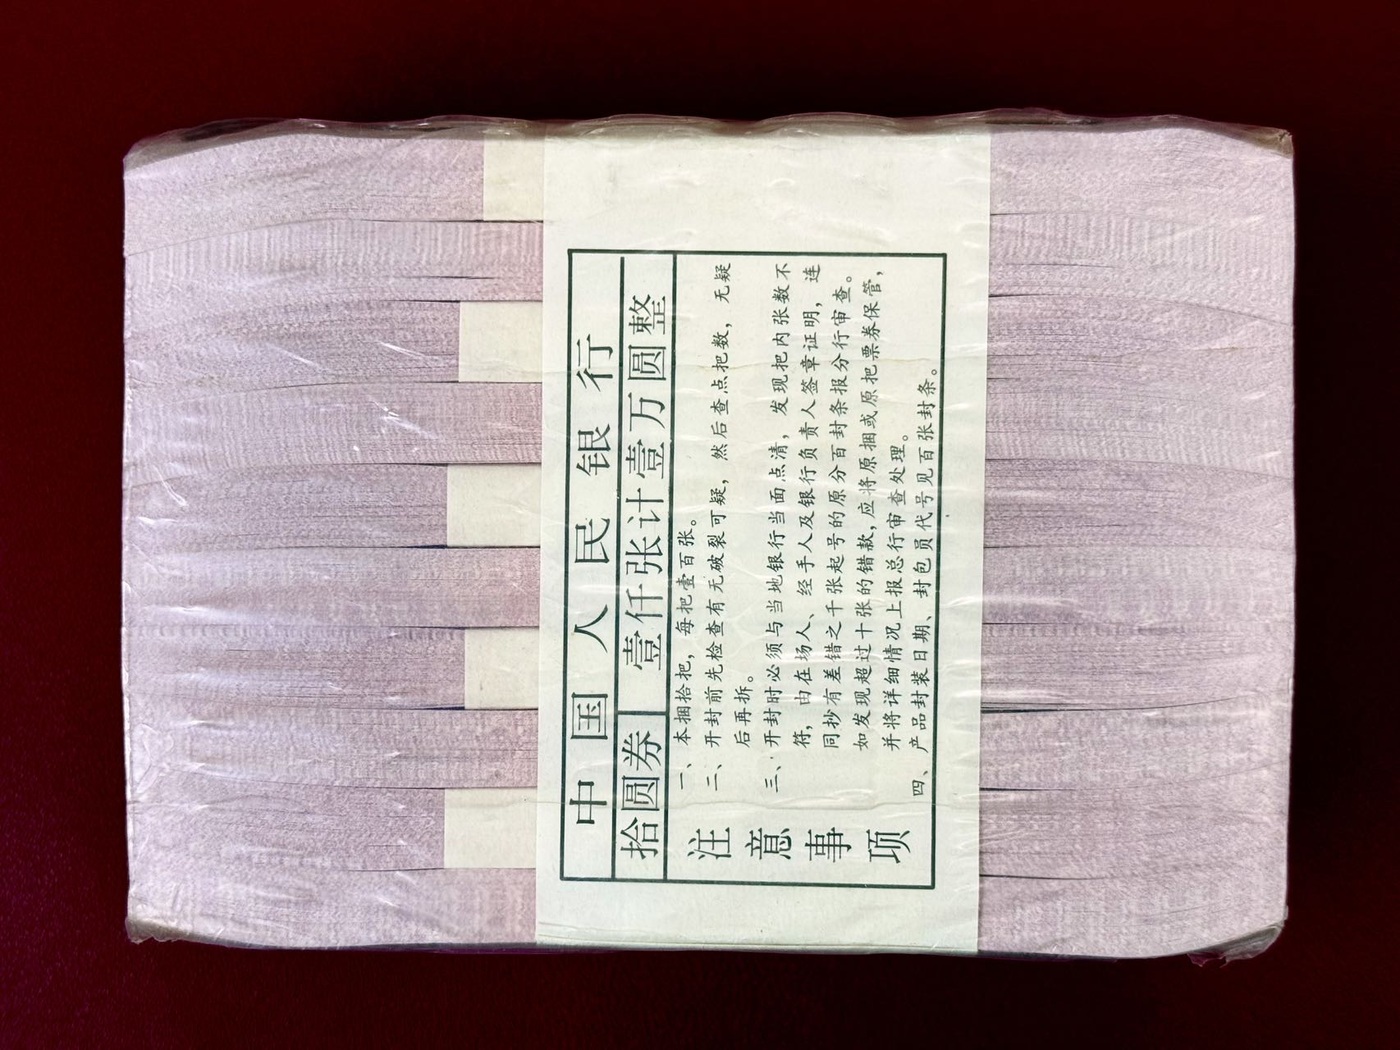 中国人民银行
拾圆券 壹仟张计壹万圆整
注意事项
一、本捆拾把，每把壹百张。
二、开封前先检查有无破裂可疑，然后查点把数，无疑
后再拆。
三、开封时必须与当地银行当面点清，发现把内张数不
符，由在场人、经手人及银行负责人签章证明，连
同抄有差错之千张起号的原分百封条报分行审查。
如发现超过十张的错款，应将原捆或原把票券保管，
并将详细情况上报总行审查处理。
四、产品封装日期、封包员代号见百张封条。